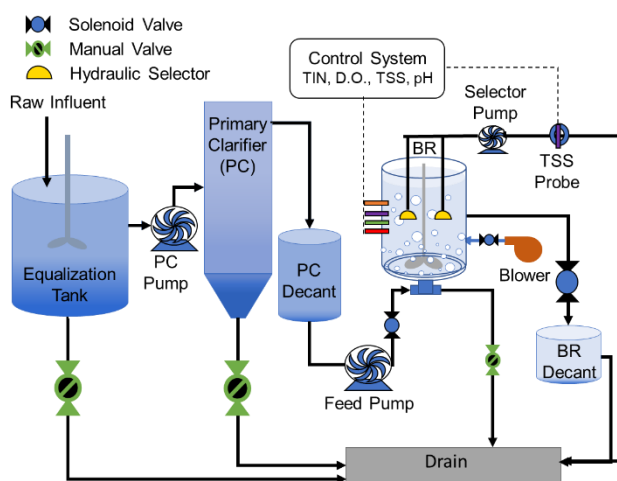 Solenoid Valve
Manual Valve
Hydraulic Selector
Raw Influent
Control System
TIN, D.O., TSS, pH
Selector
Pump
Primary
Clarifier
(PC)
BR
TSS
Probe
Equalization
Tank
PC
Pump
PC
Decant
Blower
Feed Pump
BR
Decant
Drain